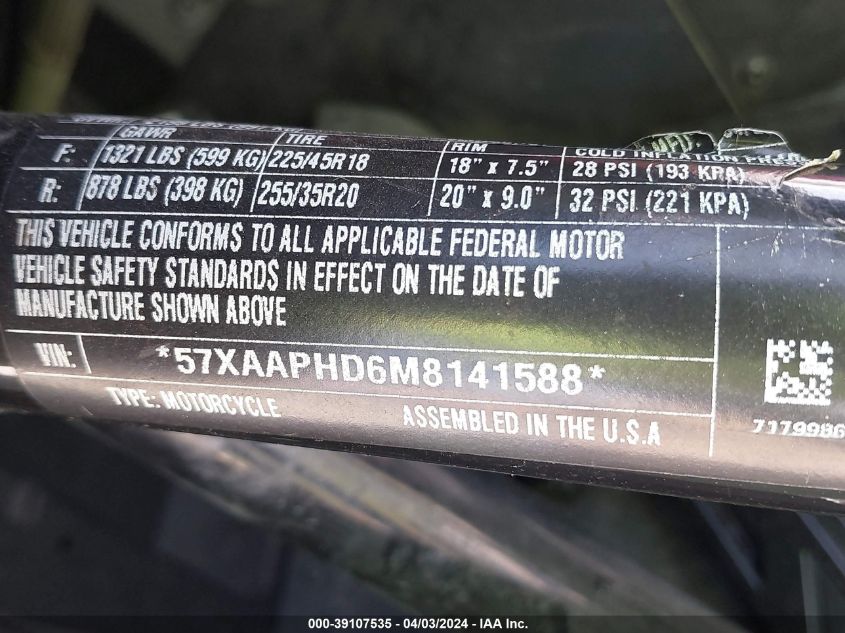 GAWR TIRE RIM COLD INFLATION PRESS
F: 1321 LBS (599 KG) 225/45R18 18" x 7.5" 28 PSI (193 KPA)
R: 878 LBS (398 KG) 255/35R20 20" x 9.0" 32 PSI (221 KPA)
THIS VEHICLE CONFORMS TO ALL APPLICABLE FEDERAL MOTOR
VEHICLE SAFETY STANDARDS IN EFFECT ON THE DATE OF
MANUFACTURE SHOWN ABOVE
VIN: *57XAAPHD6M8141588*
TYPE: MOTORCYCLE ASSEMBLED IN THE U.S.A
7179986
000-39107535 - 04/03/2024 - IAA Inc.